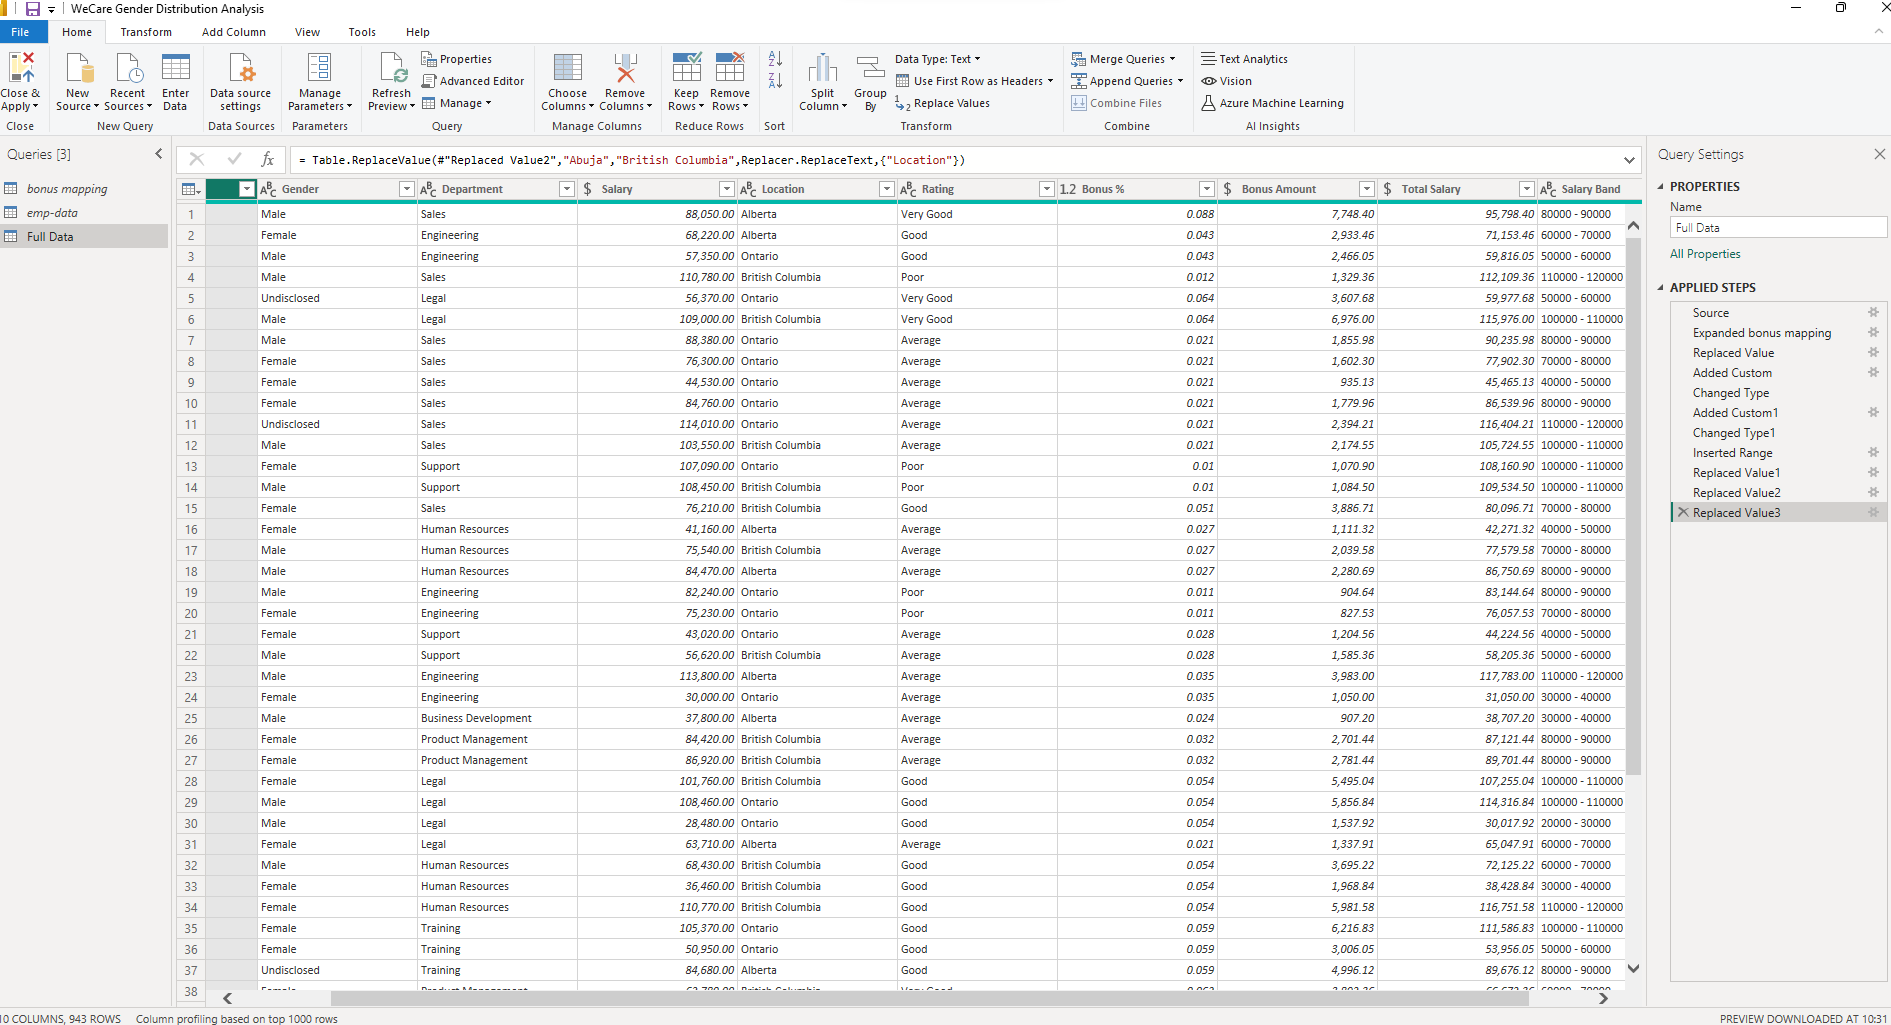 WeCare Gender Distribution Analysis
File Home Transform Add Column View Tools Help
Close & Apply
Close
New Source
Recent Sources
Enter Data
New Query
Data source settings
Data Sources
Manage Parameters
Parameters
Refresh Preview
Properties
Advanced Editor
Manage
Query
Choose Columns
Remove Columns
Manage Columns
Keep Rows
Remove Rows
Reduce Rows
Sort
Split Column
Group By
Data Type: Text
Use First Row as Headers
Replace Values
Transform
Merge Queries
Append Queries
Combine Files
Combine
Text Analytics
Vision
Azure Machine Learning
AI Insights
Queries [3]
bonus mapping
emp-data
Full Data
fx = Table.ReplaceValue(#"Replaced Value2","Abuja","British Columbia",Replacer.ReplaceText,{"Location"})
Gender Department $ Salary Location Rating 1.2 Bonus % $ Bonus Amount $ Total Salary Salary Band
1 Male Sales 88,050.00 Alberta Very Good 0.088 7,748.40 95,798.40 80000 - 90000
2 Female Engineering 68,220.00 Alberta Good 0.043 2,933.46 71,153.46 60000 - 70000
3 Male Engineering 57,350.00 Ontario Good 0.043 2,466.05 59,816.05 50000 - 60000
4 Male Sales 110,780.00 British Columbia Poor 0.012 1,329.36 112,109.36 110000 - 120000
5 Undisclosed Legal 56,370.00 Ontario Very Good 0.064 3,607.68 59,977.68 50000 - 60000
6 Male Legal 109,000.00 British Columbia Very Good 0.064 6,976.00 115,976.00 100000 - 110000
7 Male Sales 88,380.00 Ontario Average 0.021 1,855.98 90,235.98 80000 - 90000
8 Female Sales 76,300.00 Ontario Average 0.021 1,602.30 77,902.30 70000 - 80000
9 Female Sales 44,530.00 Ontario Average 0.021 935.13 45,465.13 40000 - 50000
10 Female Sales 84,760.00 Ontario Average 0.021 1,779.96 86,539.96 80000 - 90000
11 Undisclosed Sales 114,010.00 Ontario Average 0.021 2,394.21 116,404.21 110000 - 120000
12 Male Sales 103,550.00 British Columbia Average 0.021 2,174.55 105,724.55 100000 - 110000
13 Female Support 107,090.00 Ontario Poor 0.01 1,070.90 108,160.90 100000 - 110000
14 Male Support 108,450.00 British Columbia Poor 0.01 1,084.50 109,534.50 100000 - 110000
15 Female Sales 76,210.00 British Columbia Good 0.051 3,886.71 80,096.71 70000 - 80000
16 Female Human Resources 41,160.00 Alberta Average 0.027 1,111.32 42,271.32 40000 - 50000
17 Male Human Resources 75,540.00 British Columbia Average 0.027 2,039.58 77,579.58 70000 - 80000
18 Male Human Resources 84,470.00 Alberta Average 0.027 2,280.69 86,750.69 80000 - 90000
19 Male Engineering 82,240.00 Ontario Poor 0.011 904.64 83,144.64 80000 - 90000
20 Female Engineering 75,230.00 Ontario Poor 0.011 827.53 76,057.53 70000 - 80000
21 Female Support 43,020.00 Ontario Average 0.028 1,204.56 44,224.56 40000 - 50000
22 Male Support 56,620.00 British Columbia Average 0.028 1,585.36 58,205.36 50000 - 60000
23 Male Engineering 113,800.00 Alberta Average 0.035 3,983.00 117,783.00 110000 - 120000
24 Female Engineering 30,000.00 Ontario Average 0.035 1,050.00 31,050.00 30000 - 40000
25 Male Business Development 37,800.00 Alberta Average 0.024 907.20 38,707.20 30000 - 40000
26 Female Product Management 84,420.00 British Columbia Average 0.032 2,701.44 87,121.44 80000 - 90000
27 Female Product Management 86,920.00 British Columbia Average 0.032 2,781.44 89,701.44 80000 - 90000
28 Female Legal 101,760.00 British Columbia Good 0.054 5,495.04 107,255.04 100000 - 110000
29 Male Legal 108,460.00 Ontario Good 0.054 5,856.84 114,316.84 100000 - 110000
30 Male Legal 28,480.00 Ontario Good 0.054 1,537.92 30,017.92 20000 - 30000
31 Female Legal 63,710.00 Alberta Average 0.021 1,337.91 65,047.91 60000 - 70000
32 Male Human Resources 68,430.00 British Columbia Good 0.054 3,695.22 72,125.22 60000 - 70000
33 Female Human Resources 36,460.00 British Columbia Good 0.054 1,968.84 38,428.84 30000 - 40000
34 Female Human Resources 110,770.00 British Columbia Good 0.054 5,981.58 116,751.58 110000 - 120000
35 Female Training 105,370.00 Ontario Good 0.059 6,216.83 111,586.83 100000 - 110000
36 Female Training 50,950.00 Ontario Good 0.059 3,006.05 53,956.05 50000 - 60000
37 Undisclosed Training 84,680.00 Alberta Good 0.059 4,996.12 89,676.12 80000 - 90000
38
Query Settings
PROPERTIES
Name
Full Data
All Properties
APPLIED STEPS
Source
Expanded bonus mapping
Replaced Value
Added Custom
Changed Type
Added Custom1
Changed Type1
Inserted Range
Replaced Value1
Replaced Value2
Replaced Value3
10 COLUMNS, 943 ROWS Column profiling based on top 1000 rows
PREVIEW DOWNLOADED AT 10:31